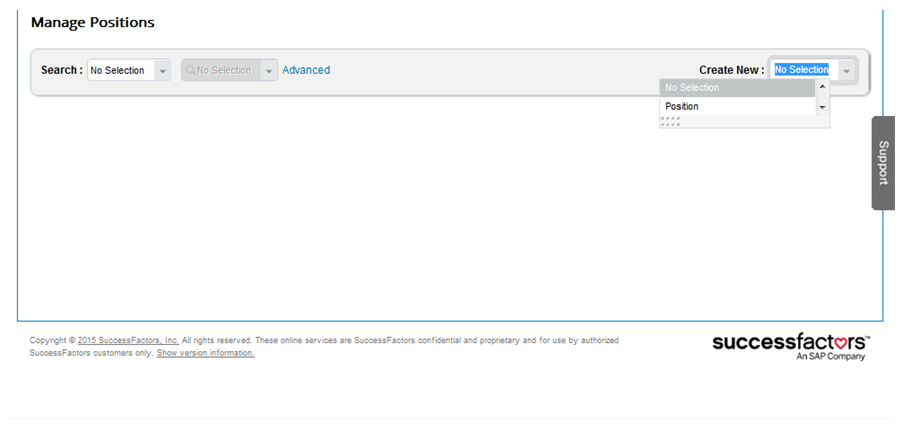 Manage Positions
Search : No Selection No Selection Advanced Create New : No Selection
No Selection
Position
Support
Copyright © 2015 SuccessFactors, Inc. All rights reserved. These online services are SuccessFactors confidential and proprietary and for use by authorized
SuccessFactors customers only. Show version information.
successfactors™
An SAP Company